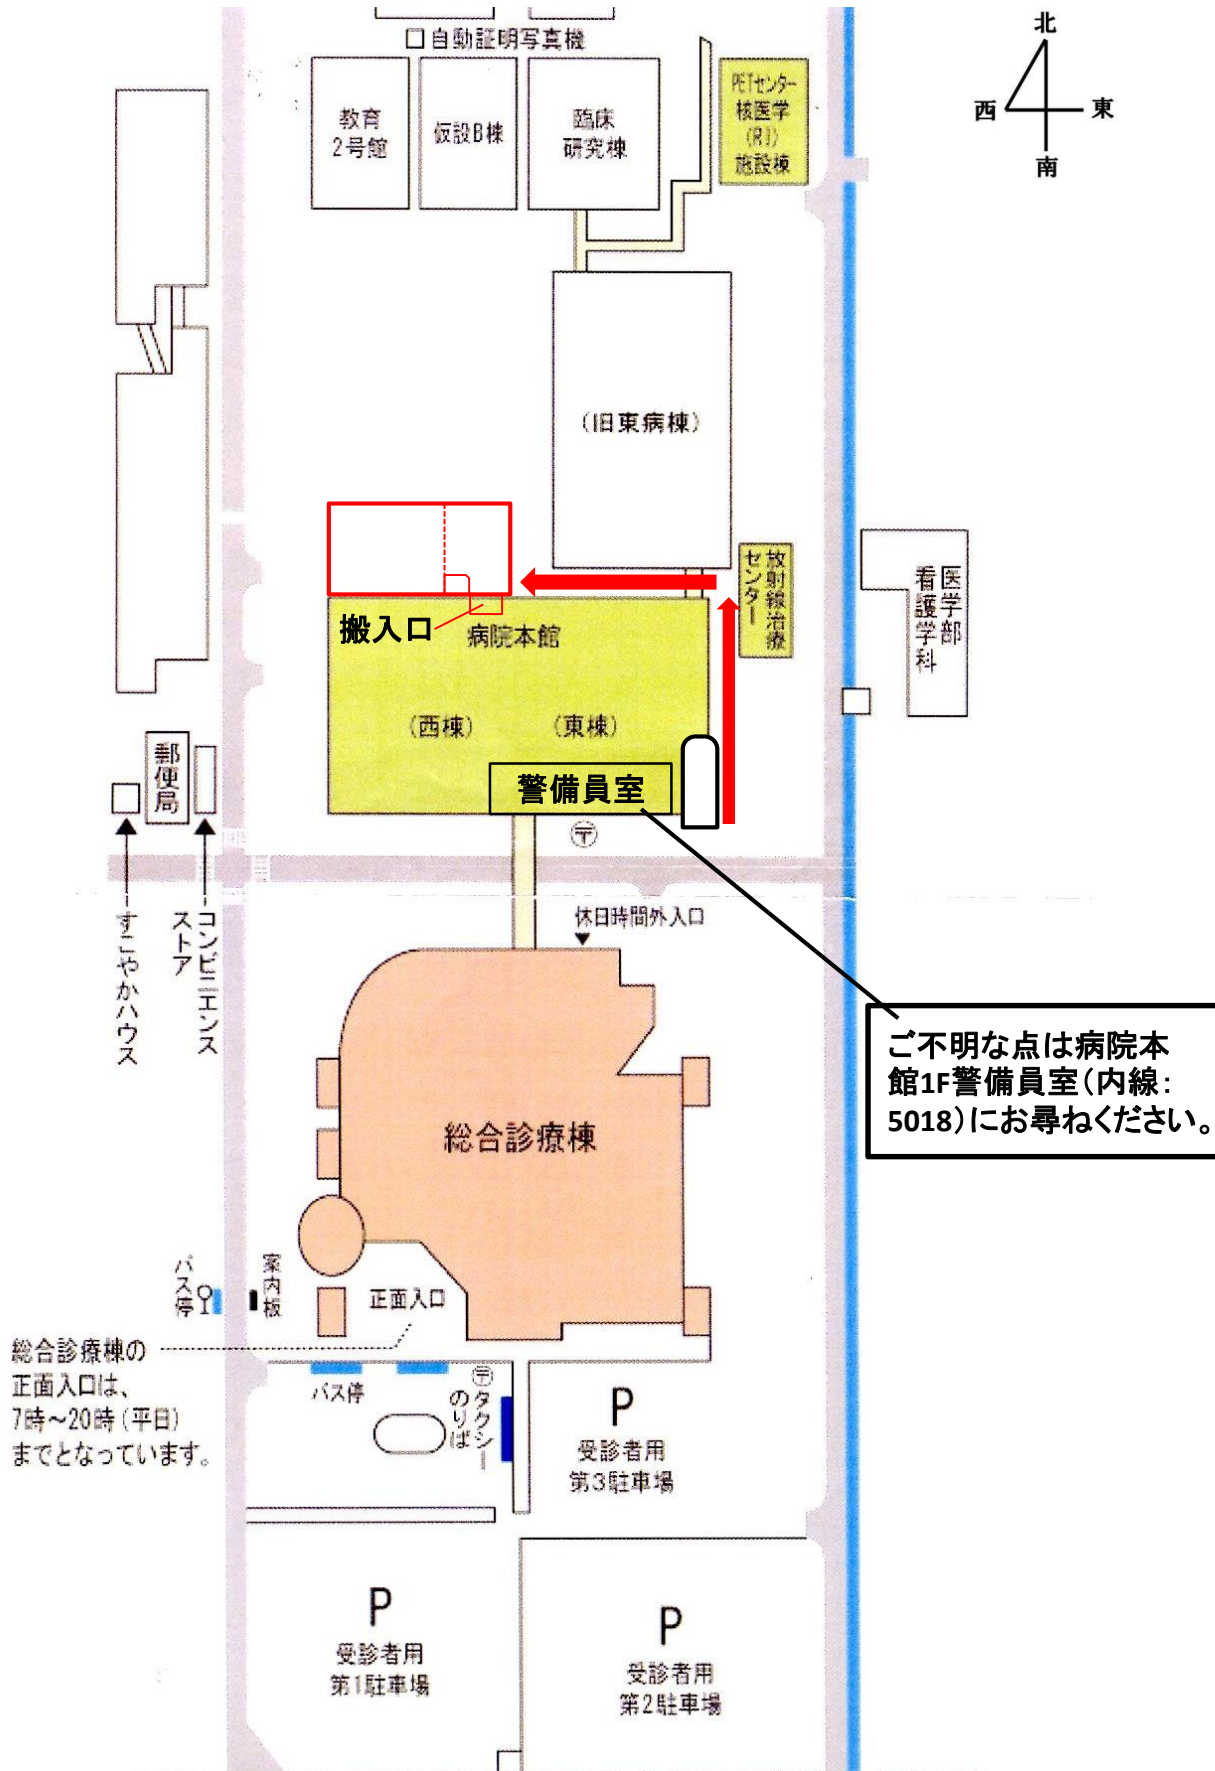 自動証明写真機
北
西
東
南
教育
2号館
仮設B棟
臨床
研究棟
PETセンター
核医学
(RI)
施設棟
(旧東病棟)
放射線治療
センター
医学部
看護学科
搬入口
病院本館
(西棟)
(東棟)
警備員室
郵便局
〒
すこやかハウス
コンビニエンス
ストア
休日時間外入口
ご不明な点は病院本
館1F警備員室(内線:
5018)にお尋ねください。
総合診療棟
バス停
案内板
正面入口
総合診療棟の
正面入口は、
7時～20時(平日)
までとなっています。
バス停
〒
タクシー
のりば
P
受診者用
第3駐車場
P
受診者用
第1駐車場
P
受診者用
第2駐車場